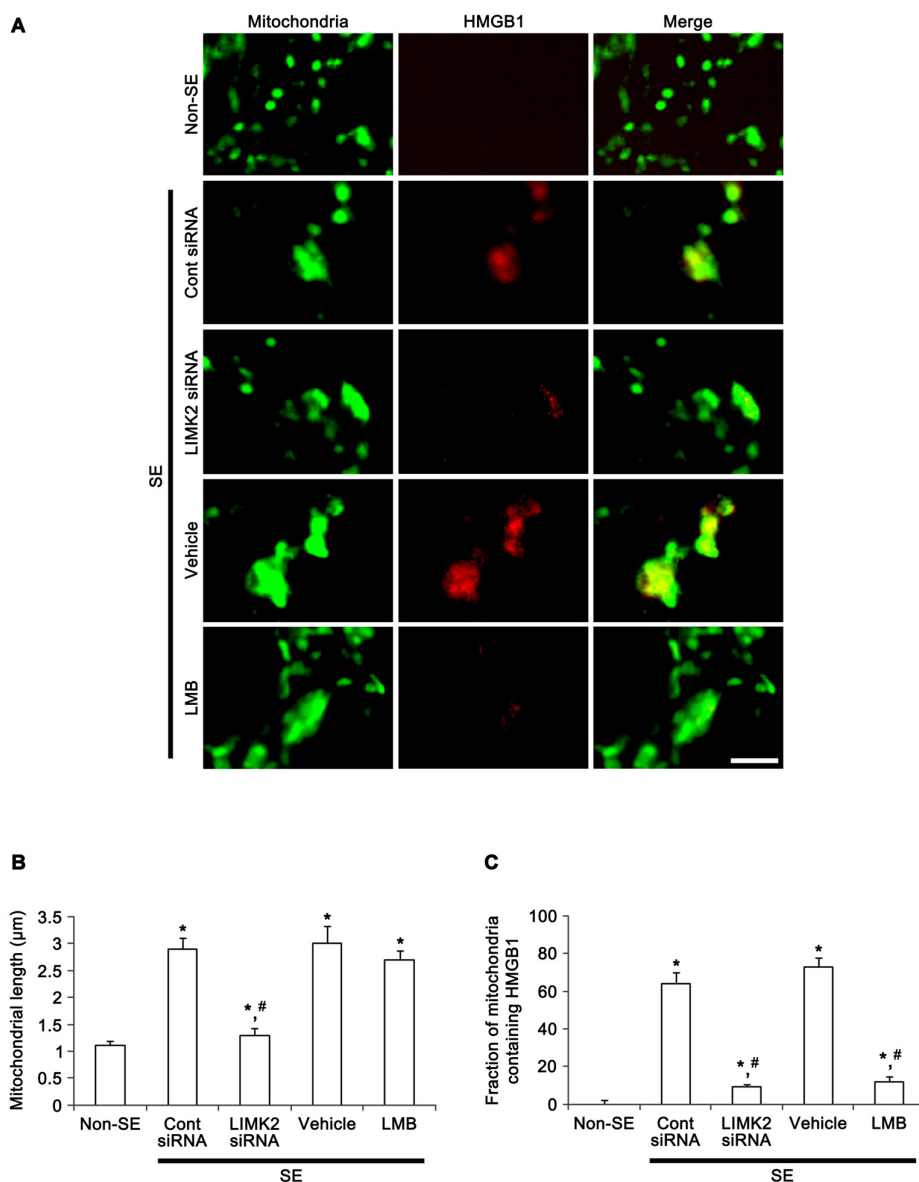 A
Mitochondria HMGB1 Merge
Non-SE
Cont siRNA
LIMK2 siRNA
Vehicle
LMB
SE
B
Mitochondrial length (µm)
3.5
3
2.5
2
1.5
1
0.5
0
*
*,#
*
*
Non-SE Cont LIMK2 Vehicle LMB
siRNA siRNA
SE
C
Fraction of mitochondria
containing HMGB1
100
80
60
40
20
0
*
*,#
*
*,#
Non-SE Cont LIMK2 Vehicle LMB
siRNA siRNA
SE